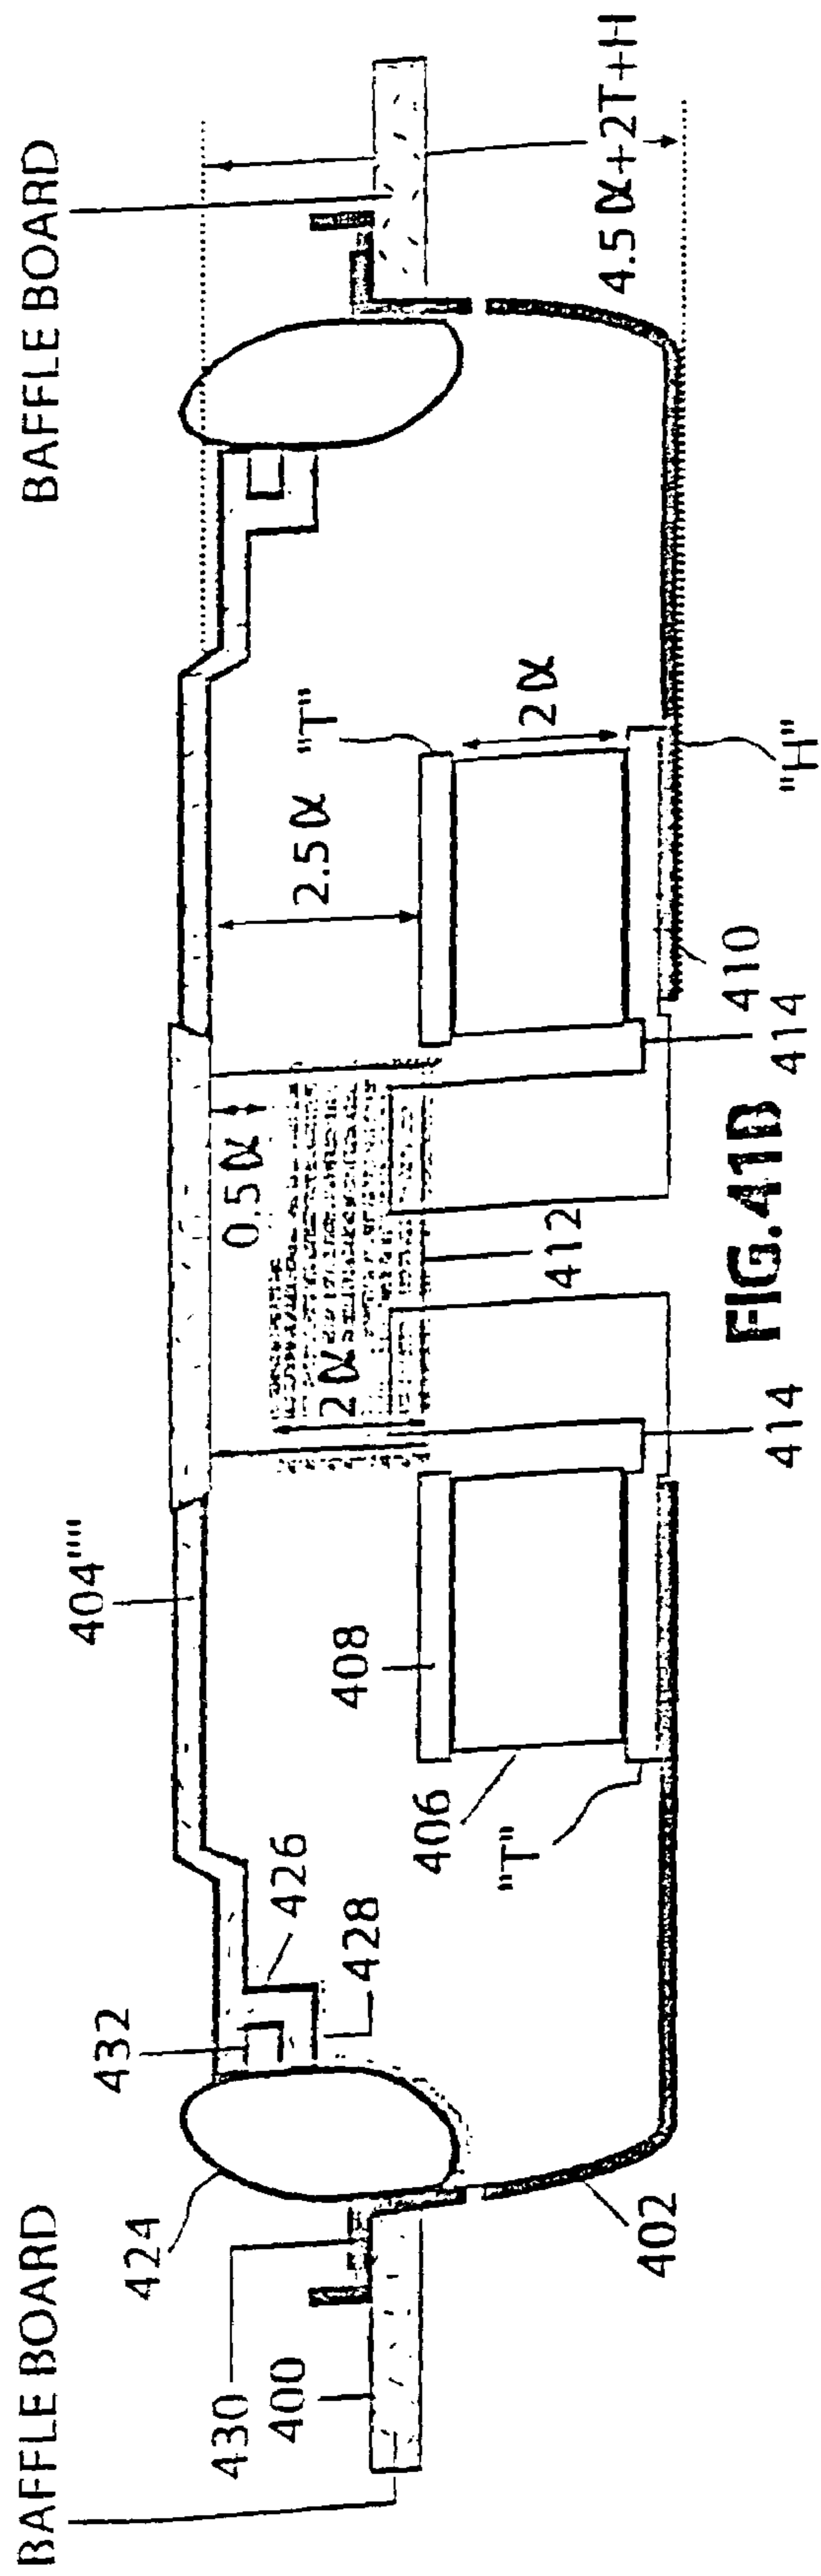 BAFFLE BOARD
BAFFLE BOARD
424
432
404""
430
400
426
428
408
406
"T"
402
2α
0.5α
2.5α
"T"
2α
412
414
414
410
"H"
4.5α+2T+H
FIG.41B